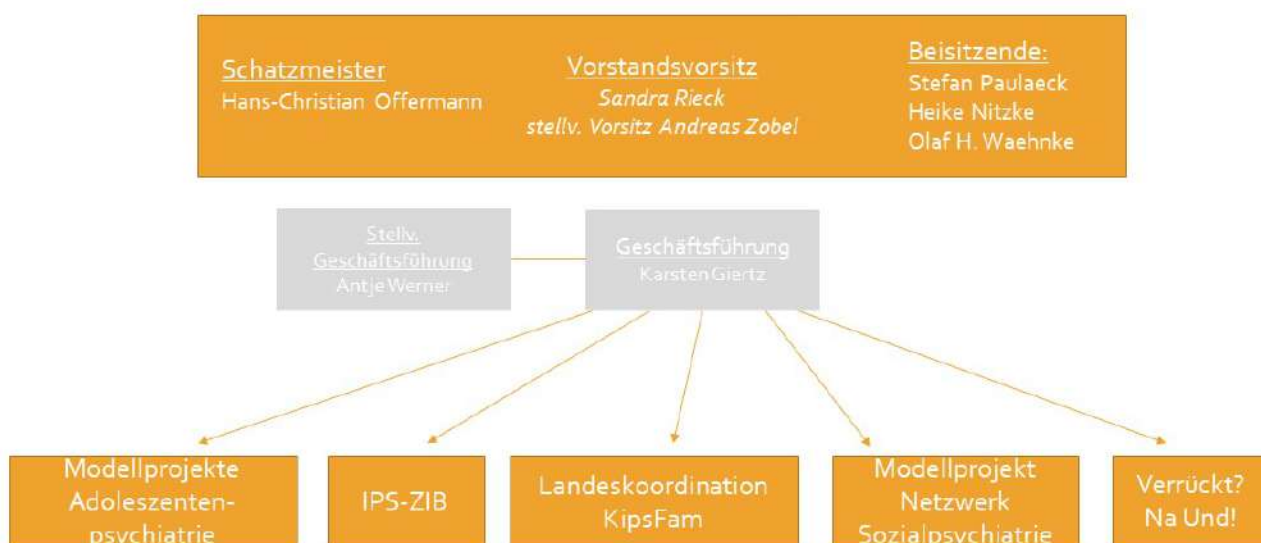 Schatzmeister
Hans-Christian Offermann
Vorstandsvorsitz
Sandra Rieck
stellv. Vorsitz Andreas Zobel
Beisitzende:
Stefan Paulaeck
Heike Nitzke
Olaf H. Waehnke
Stellv.
Geschäftsführung
Antje Werner
Geschäftsführung
Karsten Giertz
Modellprojekte
Adoleszenten-
psychiatrie
IPS-ZIB
Landeskoordination
KipsFam
Modellprojekt
Netzwerk
Sozialpsychiatrie
Verrückt?
Na Und!